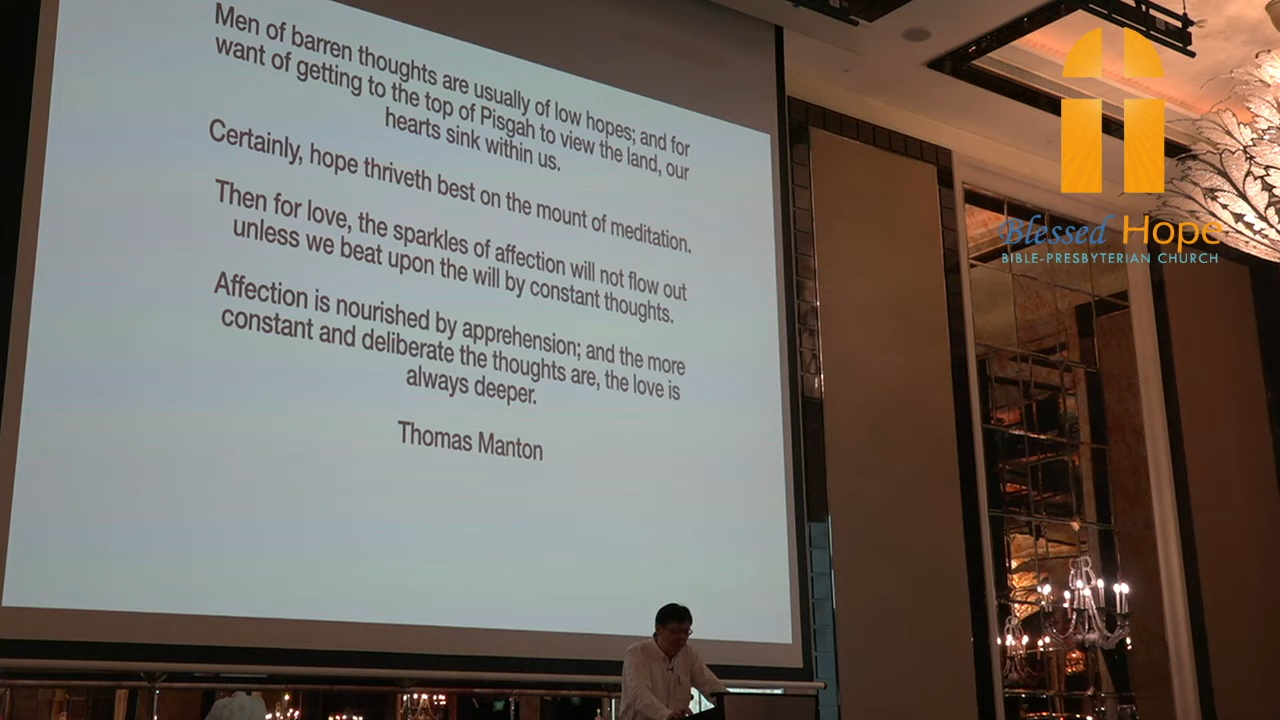 Men of barren thoughts are usually of low hopes; and for
want of getting to the top of Pisgah to view the land, our
hearts sink within us.
Certainly, hope thriveth best on the mount of meditation.
Then for love, the sparkles of affection will not flow out
unless we beat upon the will by constant thoughts.
Affection is nourished by apprehension; and the more
constant and deliberate the thoughts are, the love is
always deeper.
Thomas Manton
Blessed Hope
BIBLE-PRESBYTERIAN CHURCH